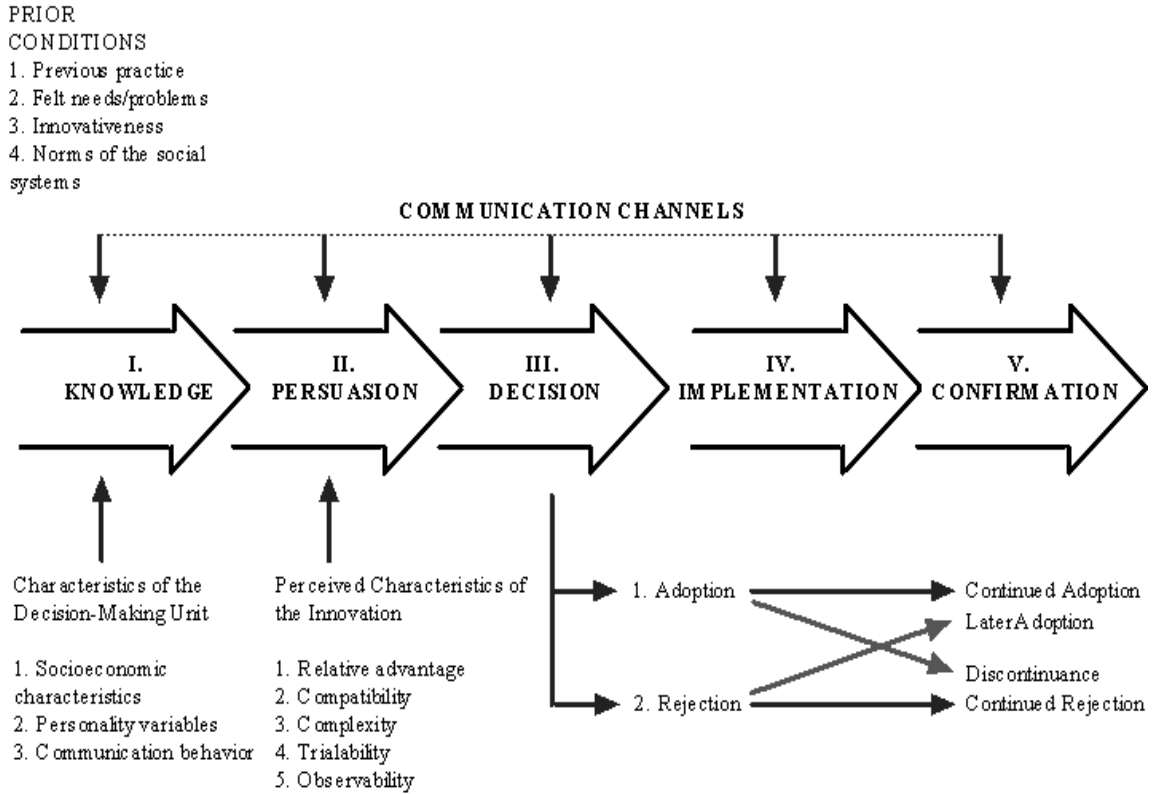 PRIOR
CONDITIONS
1. Previous practice
2. Felt needs/problems
3. Innovativeness
4. Norms of the social
systems
COMMUNICATION CHANNELS
I.
KNOWLEDGE
II.
PERSUASION
III.
DECISION
IV.
IMPLEMENTATION
V.
CONFIRMATION
Characteristics of the
Decision-Making Unit
1. Socioeconomic
characteristics
2. Personality variables
3. Communication behavior
Perceived Characteristics of
the Innovation
1. Relative advantage
2. Compatibility
3. Complexity
4. Trialability
5. Observability
1. Adoption
2. Rejection
Continued Adoption
Later Adoption
Discontinuance
Continued Rejection